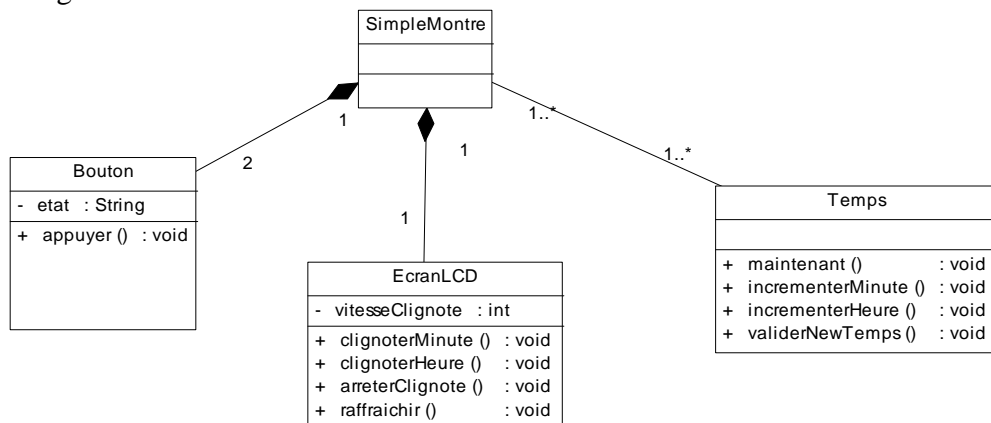 SimpleMontre
1
2
1
1
1..*
1..*
Bouton
- etat : String
+ appuyer () : void
EcranLCD
- vitesseClignote : int
+ clignoterMinute () : void
+ clignoterHeure () : void
+ arreterClignote () : void
+ raffraichir () : void
Temps
+ maintenant () : void
+ incrementerMinute () : void
+ incrementerHeure () : void
+ validerNewTemps () : void